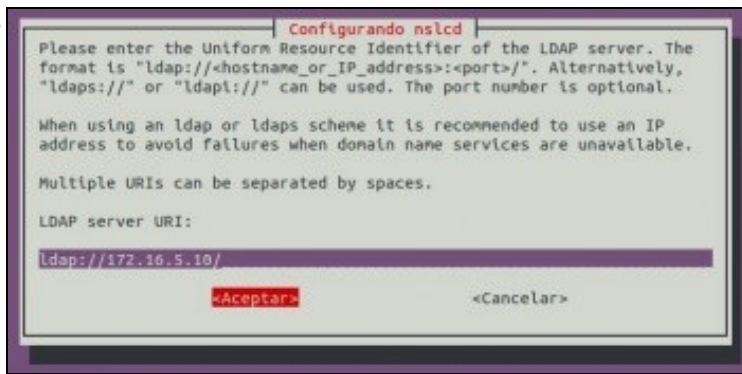 Configurando nslcd
Please enter the Uniform Resource Identifier of the LDAP server. The
format is "ldap://<hostname_or_IP_address>:<port>/". Alternatively,
"ldaps://" or "ldapi://" can be used. The port number is optional.
When using an ldap or ldaps scheme it is recommended to use an IP
address to avoid failures when domain name services are unavailable.
Multiple URIs can be separated by spaces.
LDAP server URI:
ldap://172.16.5.10/
<Aceptar> <Cancelar>